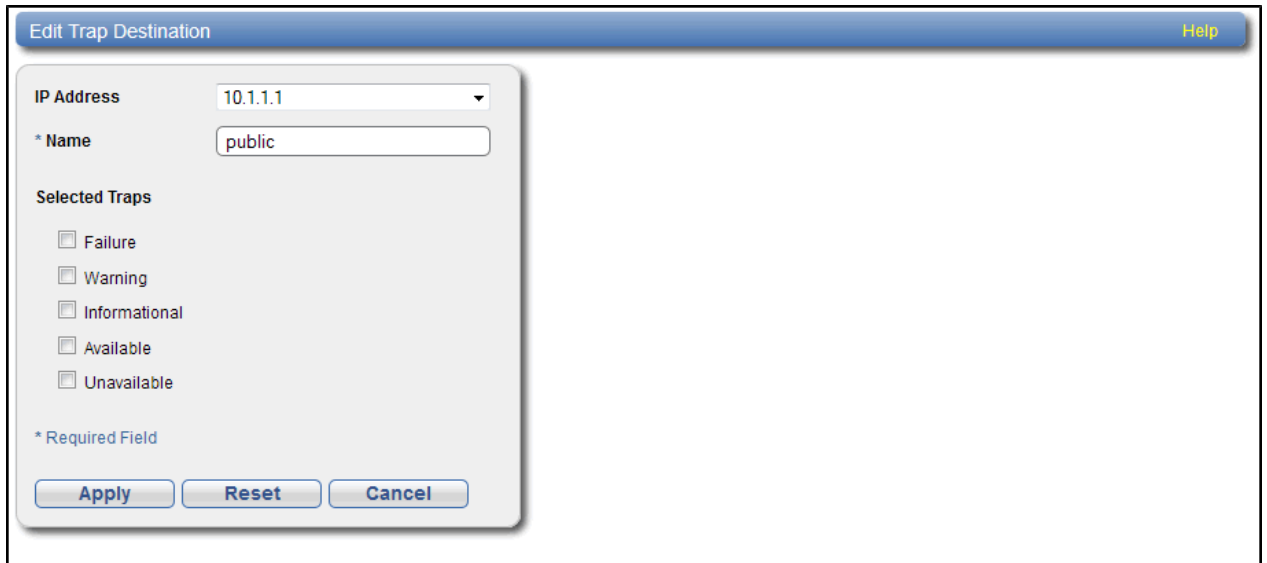 Edit Trap Destination Help
IP Address 10.1.1.1
* Name public
Selected Traps
Failure
Warning
Informational
Available
Unavailable
* Required Field
Apply Reset Cancel